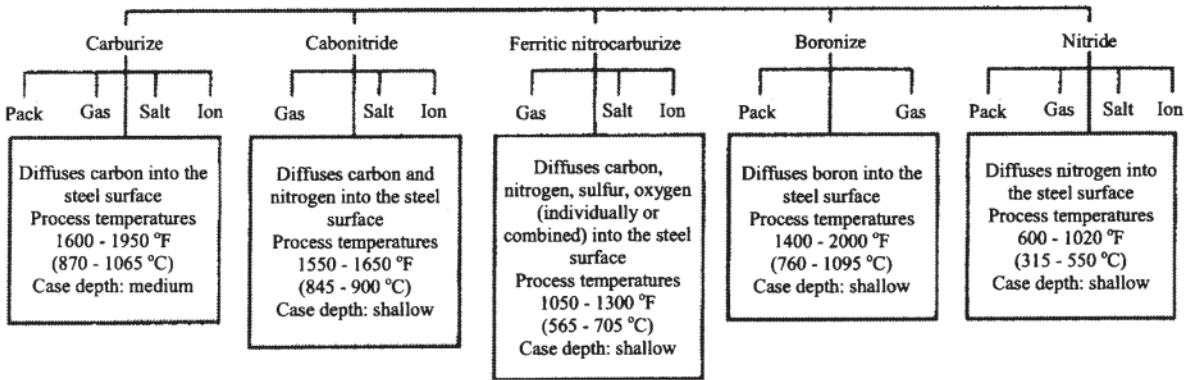 Carburize
Cabonitride
Ferritic nitrocarburize
Boronize
Nitride
Pack Gas Salt Ion
Gas Salt Ion
Gas Salt Ion
Pack Gas
Pack Gas Salt Ion
Diffuses carbon into the
steel surface
Process temperatures
1600 - 1950 °F
(870 - 1065 °C)
Case depth: medium
Diffuses carbon and
nitrogen into the steel
surface
Process temperatures
1550 - 1650 °F
(845 - 900 °C)
Case depth: shallow
Diffuses carbon,
nitrogen, sulfur, oxygen
(individually or
combined) into the steel
surface
Process temperatures
1050 - 1300 °F
(565 - 705 °C)
Case depth: shallow
Diffuses boron into the
steel surface
Process temperatures
1400 - 2000 °F
(760 - 1095 °C)
Case depth: shallow
Diffuses nitrogen into
the steel surface
Process temperatures
600 - 1020 °F
(315 - 550 °C)
Case depth: shallow